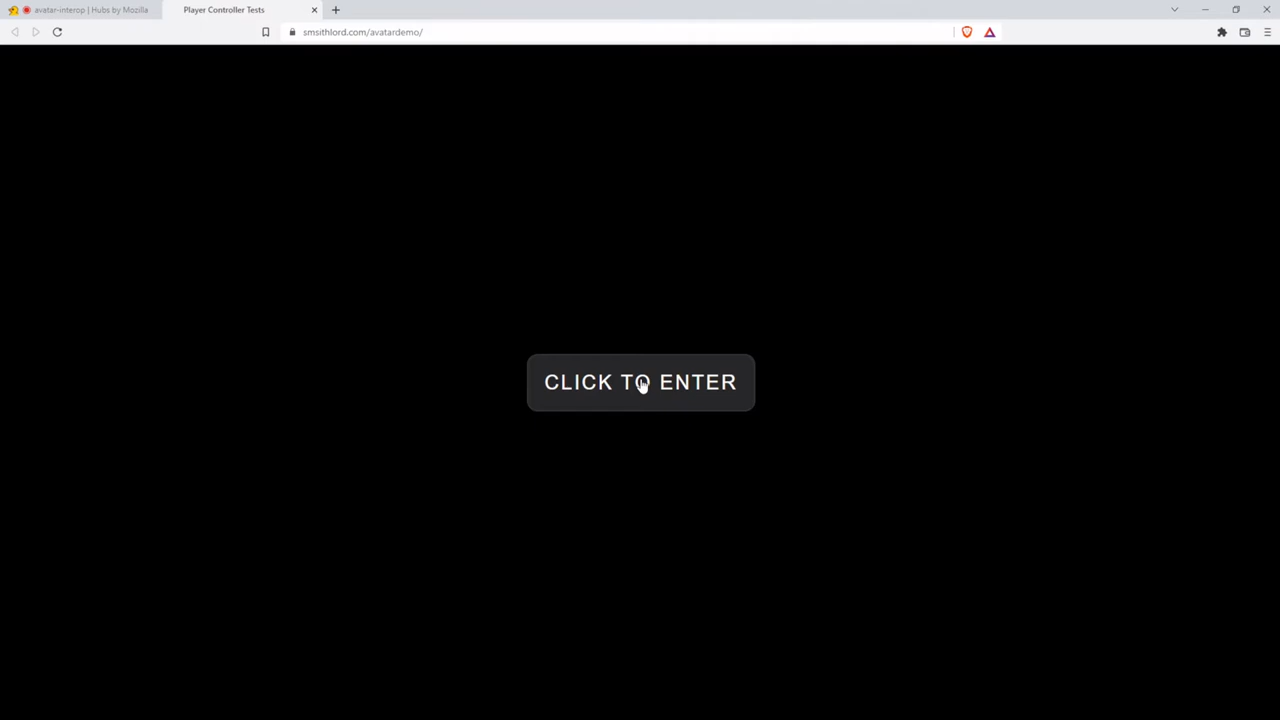 avatar-interop | Hubs by Mozilla
Player Controller Tests
smsithlord.com/avatardemo/
CLICK TO ENTER